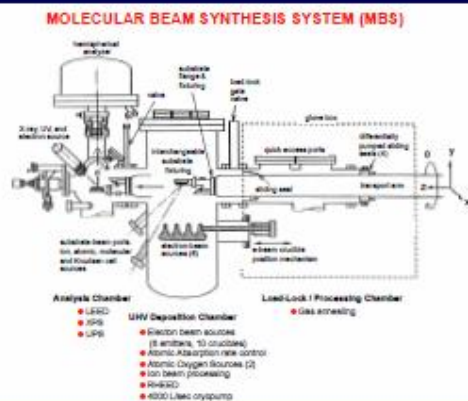 MOLECULAR BEAM SYNTHESIS SYSTEM (MBS)
hemispherical
analyzer
X-ray, UV, and
electron source
valve
substrate
flange &
fixturing
load-lock
gate
valve
glove box
quick access ports
differentially
pumped sliding
seals (4)
interchangeable
substrate
fixturing
sliding seal
transport arm
y
z
x
substrate beam ports:
ion, atomic, molecular
and Knudsen cell
sources
electron beam
sources (6)
e-beam crucible
position mechanism
Analysis Chamber
LEED
XPS
UPS
UHV Deposition Chamber
Electron beam sources
(6 emitters, 10 crucibles)
Atomic Absorption rate control
Atomic Oxygen Sources (2)
Ion beam processing
RHEED
4000 L/sec cryopump
Load-Lock / Processing Chamber
Gas annealing